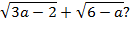 √(3a − 2) + √(6 − a)?